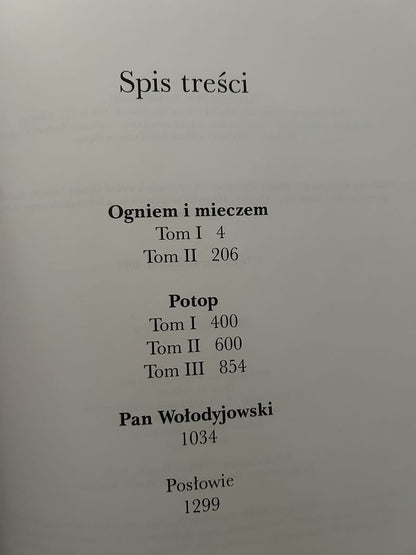 Spis treści
Ogniem i mieczem
Tom I 4
Tom II 206
Potop
Tom I 400
Tom II 600
Tom III 854
Pan Wołodyjowski
1034
Posłowie
1299